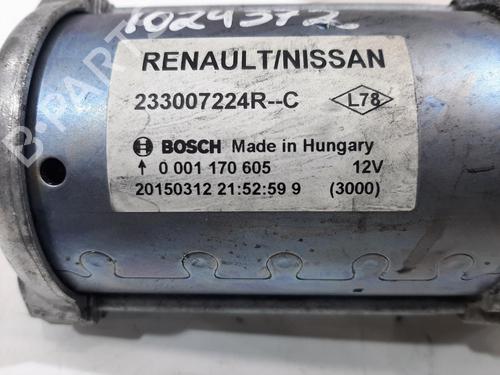 1024372
RENAULT/NISSAN
233007224R--C L78
BOSCH Made in Hungary
↑ 0 001 170 605 12V
20150312 21:52:59 9 (3000)
B-PARTS